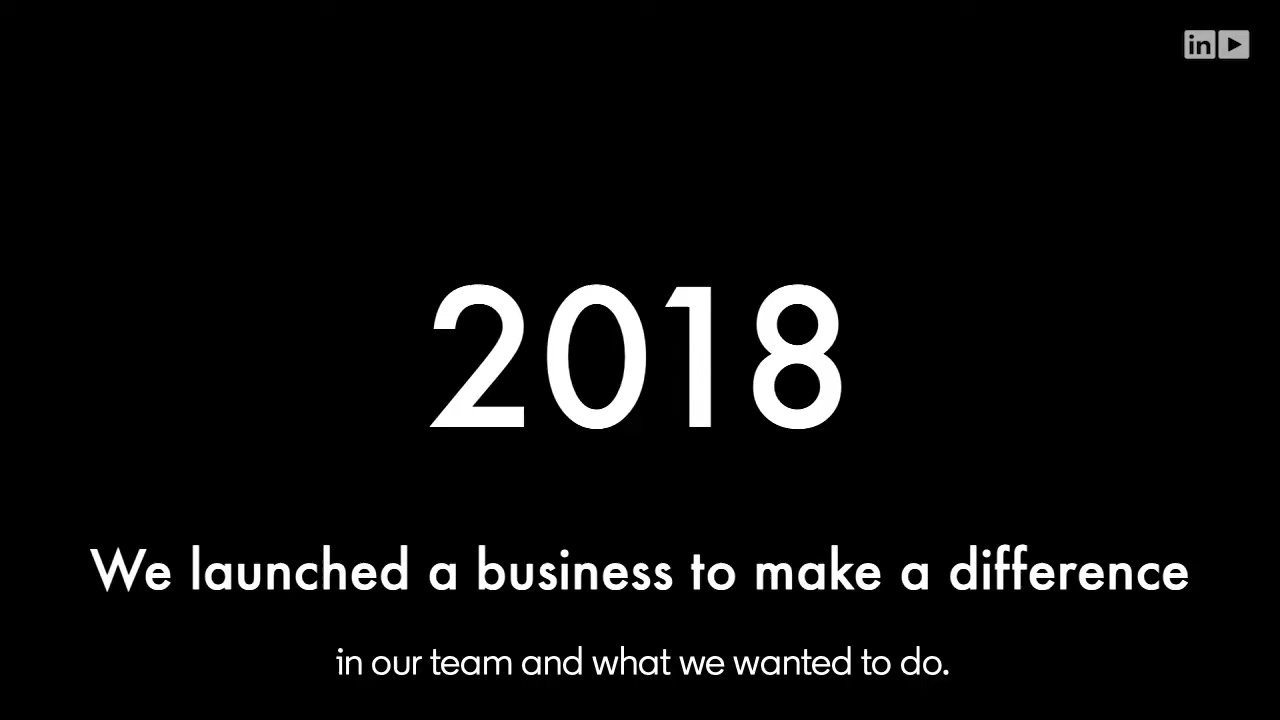 in
2018
We launched a business to make a difference
in our team and what we wanted to do.